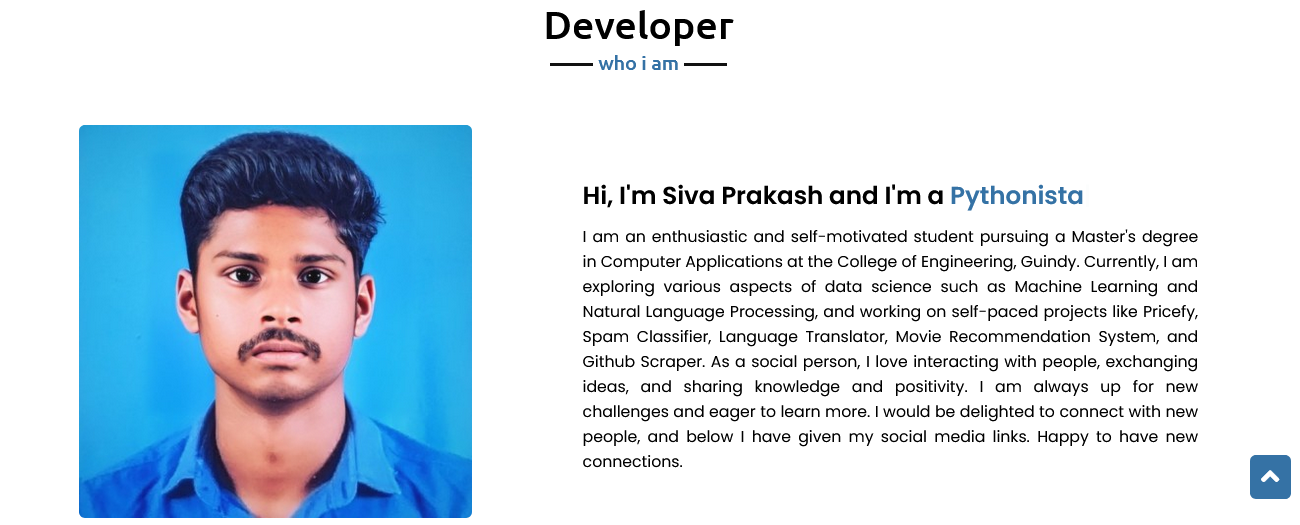 Developer
who i am
Hi, I'm Siva Prakash and I'm a Pythonista
I am an enthusiastic and self-motivated student pursuing a Master's degree
in Computer Applications at the College of Engineering, Guindy. Currently, I am
exploring various aspects of data science such as Machine Learning and
Natural Language Processing, and working on self-paced projects like Pricefy,
Spam Classifier, Language Translator, Movie Recommendation System, and
Github Scraper. As a social person, I love interacting with people, exchanging
ideas, and sharing knowledge and positivity. I am always up for new
challenges and eager to learn more. I would be delighted to connect with new
people, and below I have given my social media links. Happy to have new
connections.